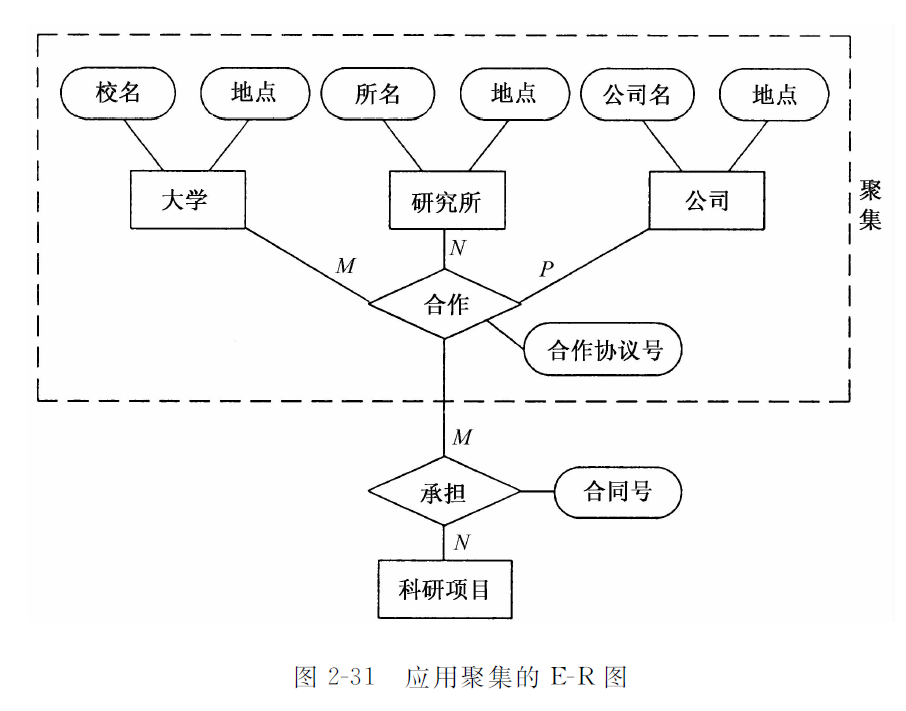 校名 地点 所名 地点 公司名 地点
大学 研究所 公司
聚集
M N P
合作
合作协议号
M
承担 合同号
N
科研项目
图 2-31 应用聚集的 E-R 图